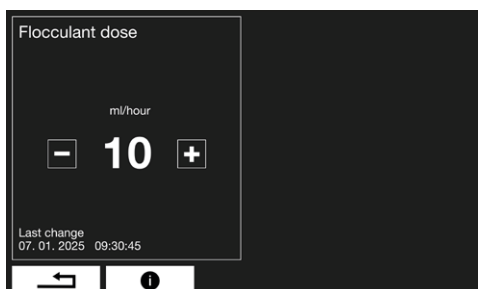 Flocculant dose
ml/hour
− 10 +
Last change
07. 01. 2025 09:30:45
i